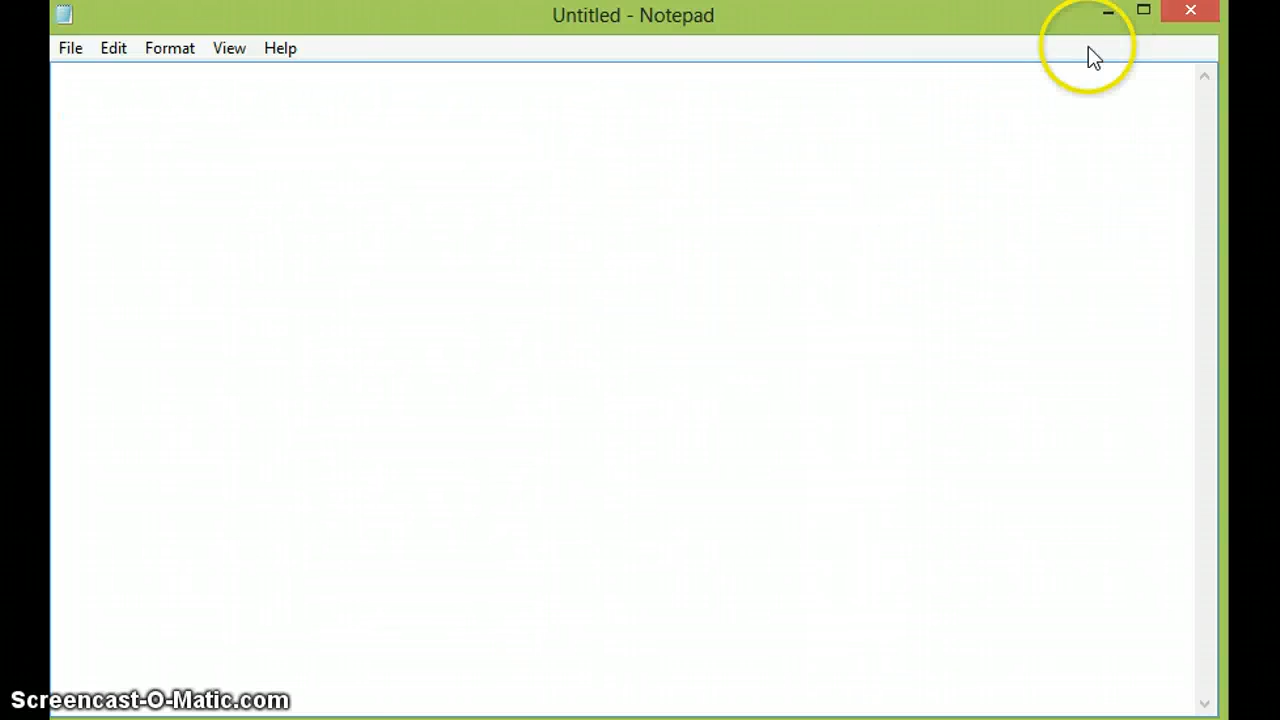 Untitled - Notepad
File Edit Format View Help
Screencast-O-Matic.com